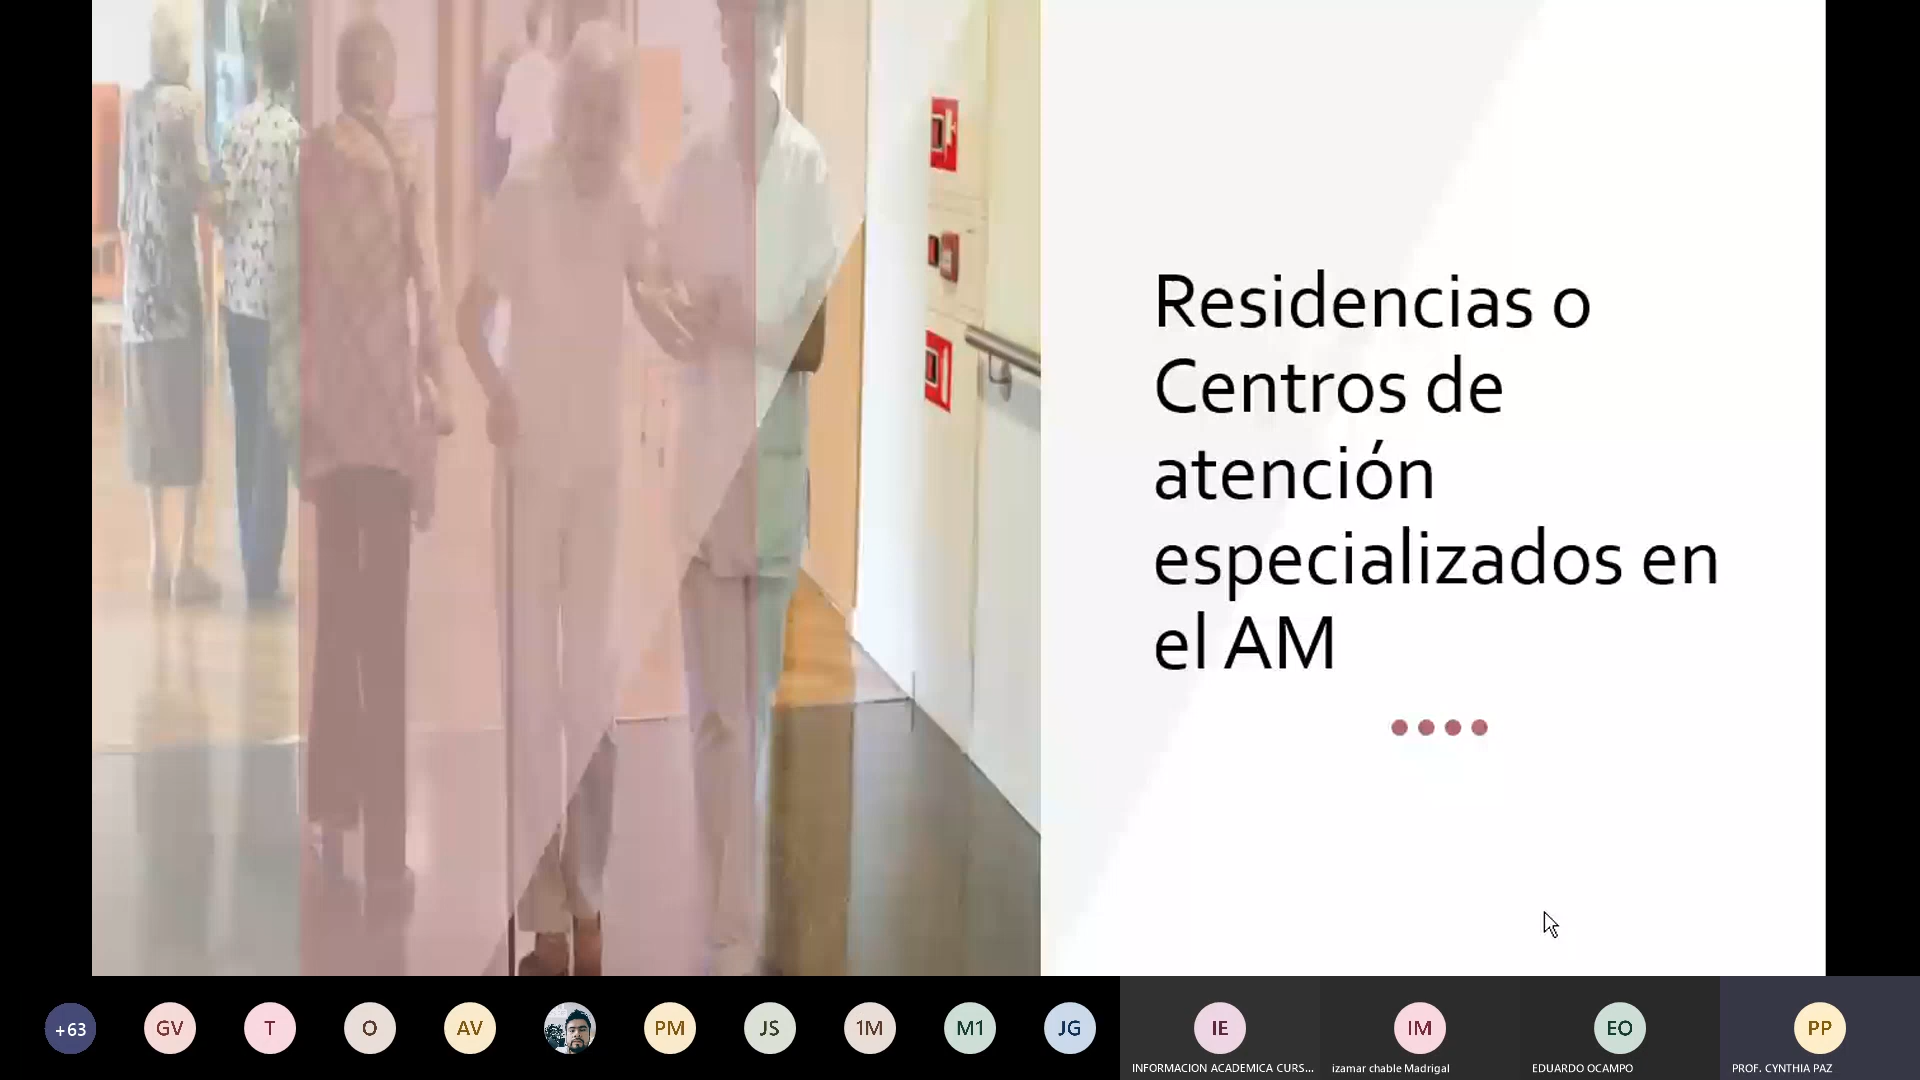 Residencias o
Centros de
atención
especializados en
el AM
+63
GV
T
O
AV
PM
JS
1M
M1
JG
IE
IM
EO
PP
INFORMACION ACADEMICA CURS...
izamar chable Madrigal
EDUARDO OCAMPO
PROF. CYNTHIA PAZ